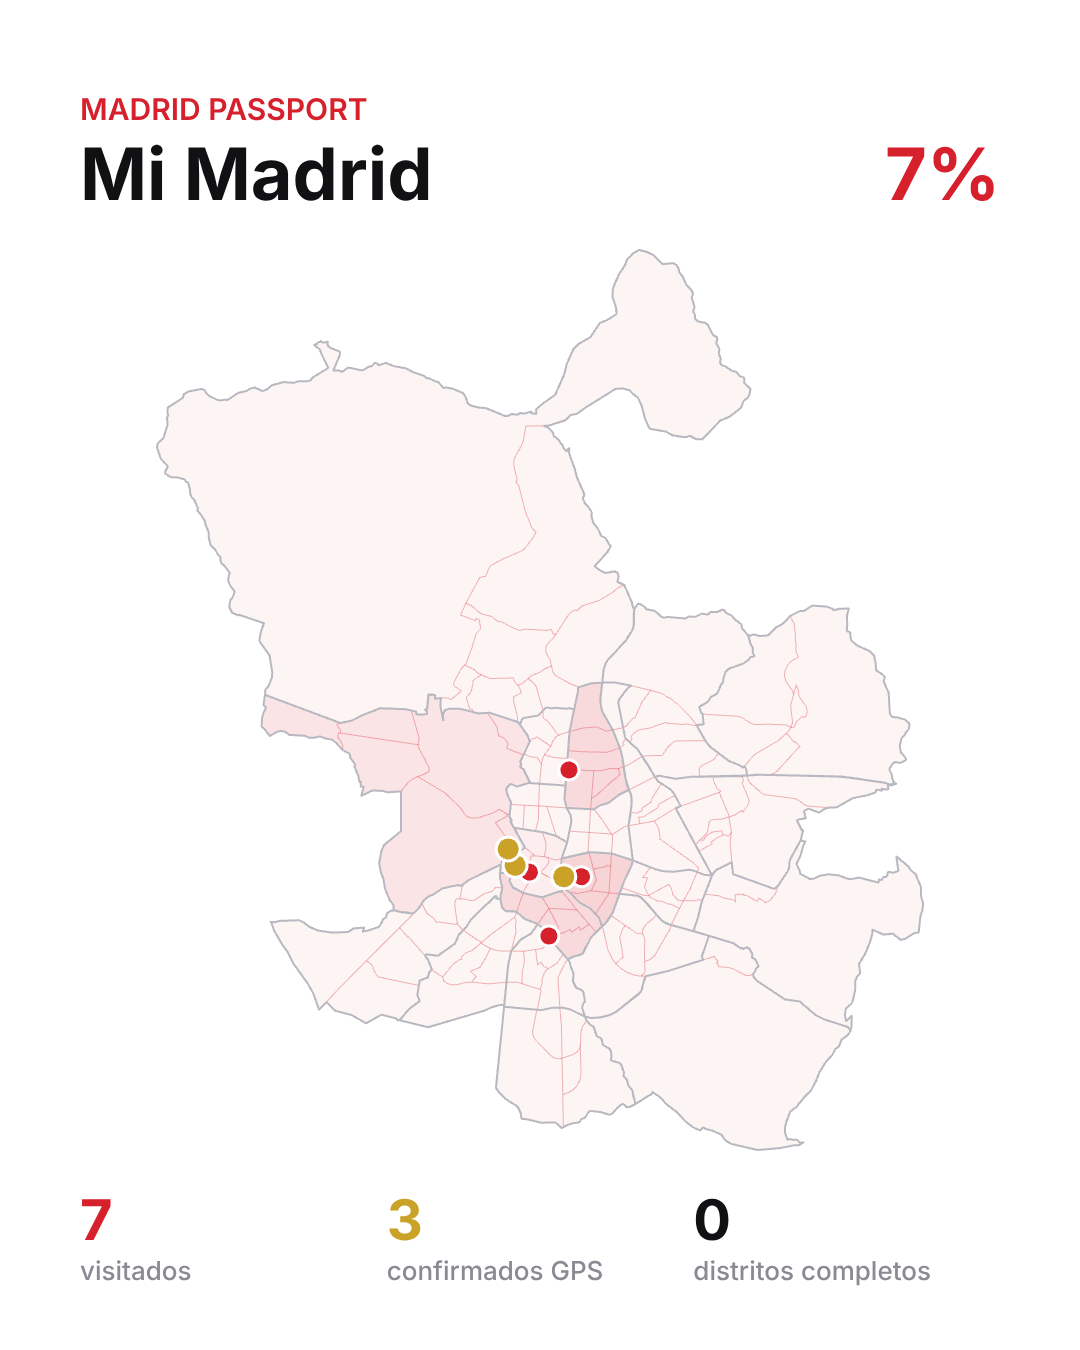 MADRID PASSPORT
Mi Madrid
7%
7
visitados
3
confirmados GPS
0
distritos completos